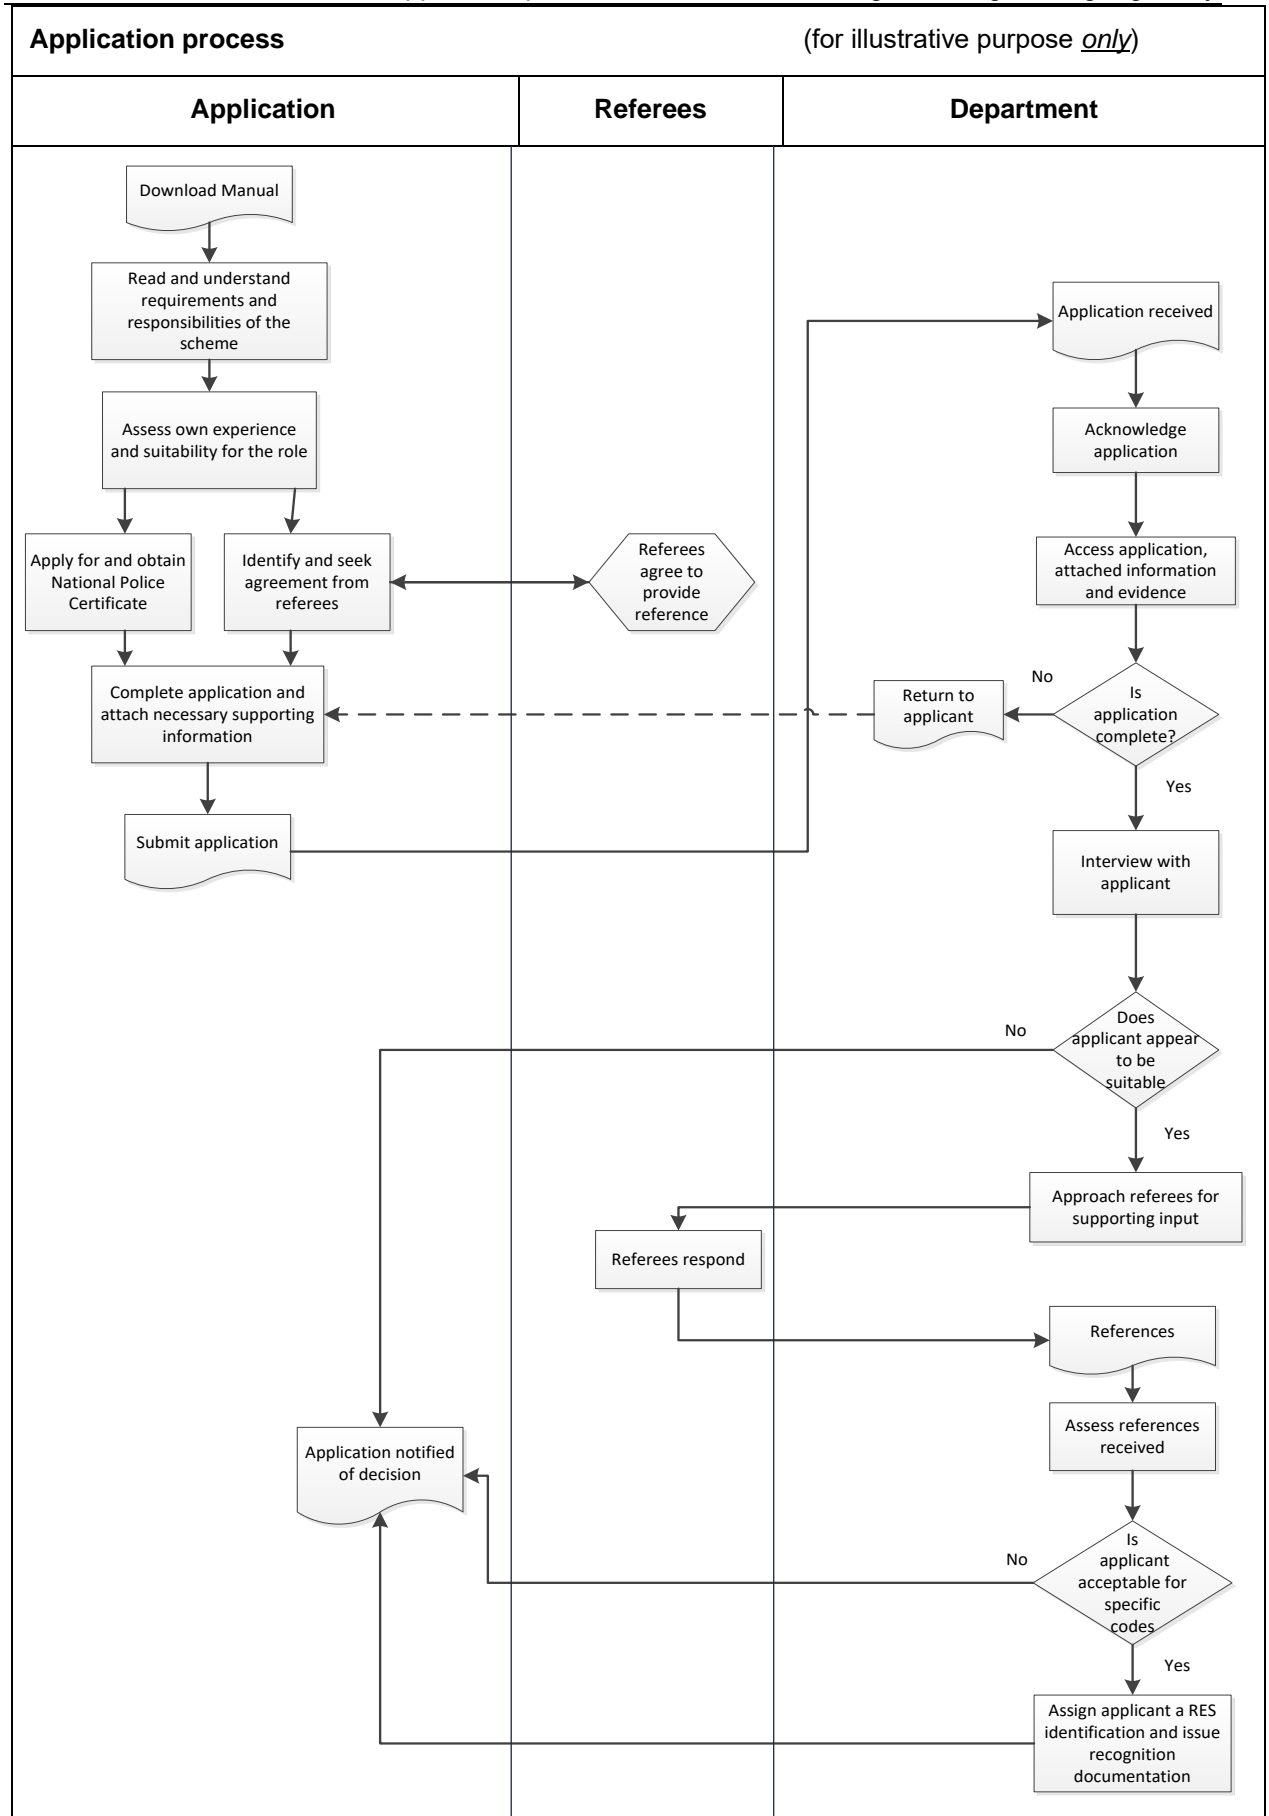 Application process (for illustrative purpose only)
Application Referees Department
Download Manual
Read and understand
requirements and
responsibilities of the
scheme
Assess own experience
and suitability for the role
Apply for and obtain
National Police
Certificate
Identify and seek
agreement from
referees
Referees
agree to
provide
reference
Complete application and
attach necessary supporting
information
Submit application
Application received
Acknowledge
application
Access application,
attached information
and evidence
Is
application
complete?
No
Return to
applicant
Yes
Interview with
applicant
Does
applicant appear
to be
suitable
No
Yes
Approach referees for
supporting input
Referees respond
References
Assess references
received
Application notified
of decision
Is
applicant
acceptable for
specific
codes
No
Yes
Assign applicant a RES
identification and issue
recognition
documentation